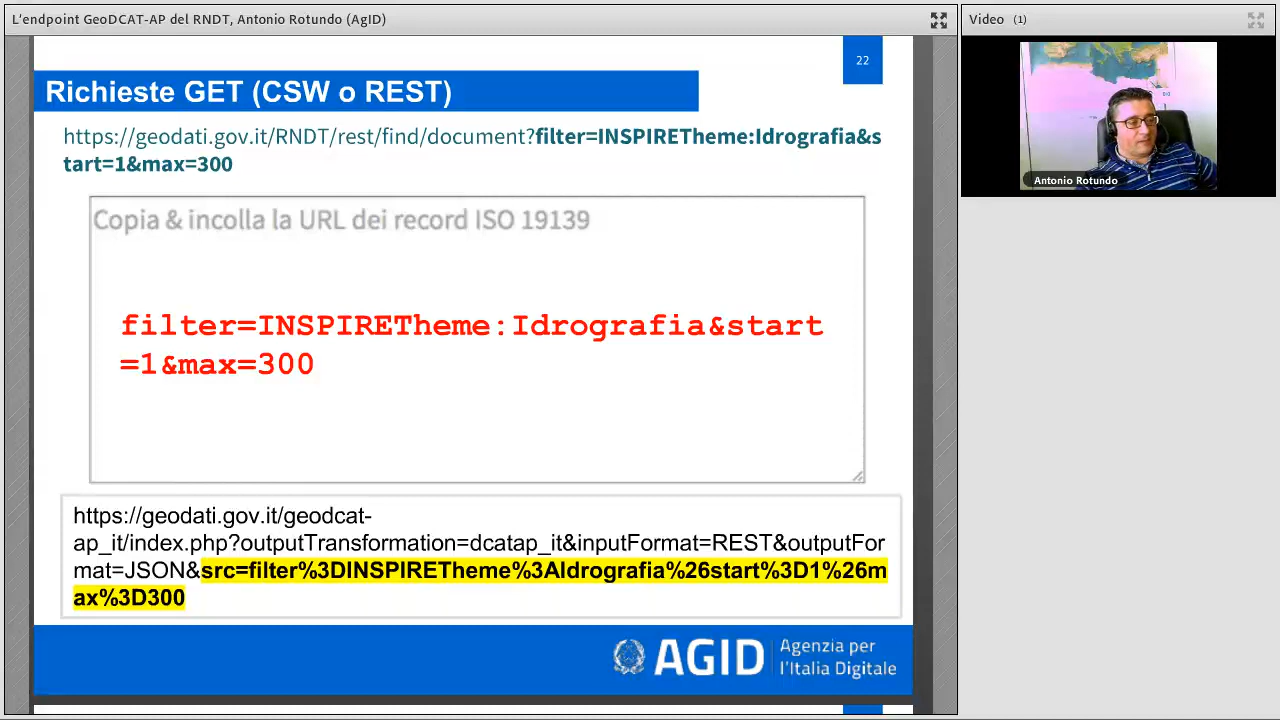 L'endpoint GeoDCAT-AP del RNDT, Antonio Rotundo (AgID)
Video (1)
22
Richieste GET (CSW o REST)
https://geodati.gov.it/RNDT/rest/find/document?filter=INSPIRETheme:Idrografia&s
tart=1&max=300
Antonio Rotundo
Copia & incolla la URL dei record ISO 19139
filter=INSPIRETheme:Idrografia&start
=1&max=300
https://geodati.gov.it/geodcat-
ap_it/index.php?outputTransformation=dcatap_it&inputFormat=REST&outputFor
mat=JSON&src=filter%3DINSPIRETheme%3AIdrografia%26start%3D1%26m
ax%3D300
AGID
Agenzia per
l'Italia Digitale